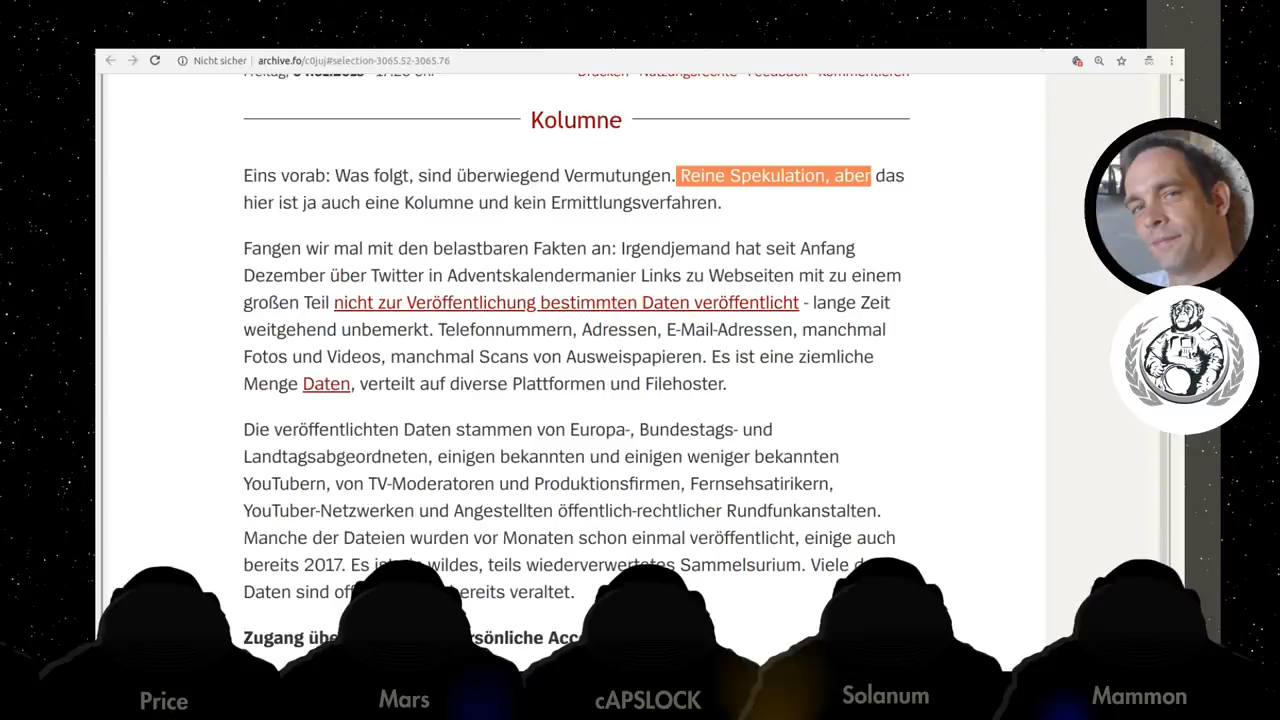 Nicht sicher archive.fo/c0juj#selection-3065.52-3065.76
Drucken Nutzungsrechte Feedback Kommentieren
Kolumne
Eins vorab: Was folgt, sind überwiegend Vermutungen. Reine Spekulation, aber das
hier ist ja auch eine Kolumne und kein Ermittlungsverfahren.
Fangen wir mal mit den belastbaren Fakten an: Irgendjemand hat seit Anfang
Dezember über Twitter in Adventskalendermanier Links zu Webseiten mit zu einem
großen Teil nicht zur Veröffentlichung bestimmten Daten veröffentlicht - lange Zeit
weitgehend unbemerkt. Telefonnummern, Adressen, E-Mail-Adressen, manchmal
Fotos und Videos, manchmal Scans von Ausweispapieren. Es ist eine ziemliche
Menge Daten, verteilt auf diverse Plattformen und Filehoster.
Die veröffentlichten Daten stammen von Europa-, Bundestags- und
Landtagsabgeordneten, einigen bekannten und einigen weniger bekannten
YouTubern, von TV-Moderatoren und Produktionsfirmen, Fernsehsatirikern,
YouTuber-Netzwerken und Angestellten öffentlich-rechtlicher Rundfunkanstalten.
Manche der Dateien wurden vor Monaten schon einmal veröffentlicht, einige auch
bereits 2017. Es wildes, teils wiederverwertetes Sammelsurium. Viele
Daten sind bereits veraltet.
Zugang
Price Mars cAPSLOCK Solanum Mammon